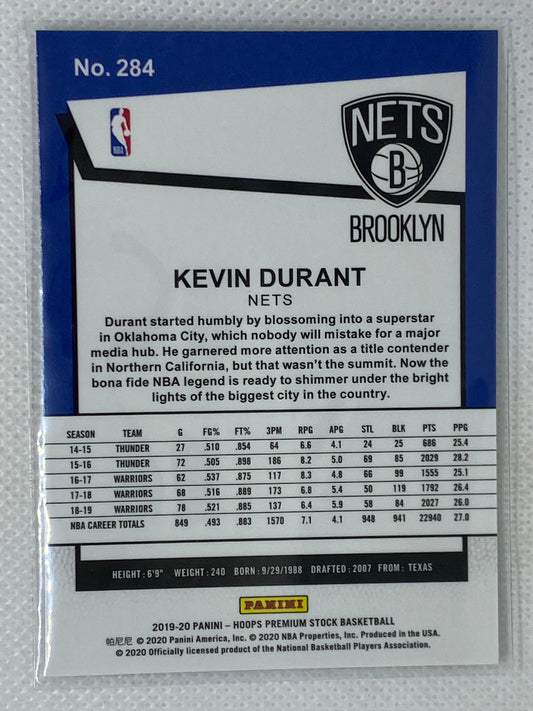 No. 284
NBA
NETS
B
BROOKLYN
KEVIN DURANT
NETS
Durant started humbly by blossoming into a superstar
in Oklahoma City, which nobody will mistake for a major
media hub. He garnered more attention as a title contender
in Northern California, but that wasn't the summit. Now the
bona fide NBA legend is ready to shimmer under the bright
lights of the biggest city in the country.
SEASON TEAM G FG% FT% 3PM RPG APG STL BLK PTS PPG
14-15 THUNDER 27 .510 .854 64 6.6 4.1 24 25 686 25.4
15-16 THUNDER 72 .505 .898 186 8.2 5.0 69 85 2029 28.2
16-17 WARRIORS 62 .537 .875 117 8.3 4.8 66 99 1555 25.1
17-18 WARRIORS 68 .516 .889 173 6.8 5.4 50 119 1792 26.4
18-19 WARRIORS 78 .521 .885 137 6.4 5.9 58 84 2027 26.0
NBA CAREER TOTALS 849 .493 .883 1570 7.1 4.1 948 941 22940 27.0
HEIGHT: 6'9" WEIGHT: 240 BORN: 9/29/1988 DRAFTED: 2007 FROM: TEXAS
PANINI
2019-20 PANINI – HOOPS PREMIUM STOCK BASKETBALL
帕尼尼 © 2020 Panini America, Inc. © 2020 NBA Properties, Inc. Produced in the USA.
© 2020 Officially licensed product of the National Basketball Players Association.